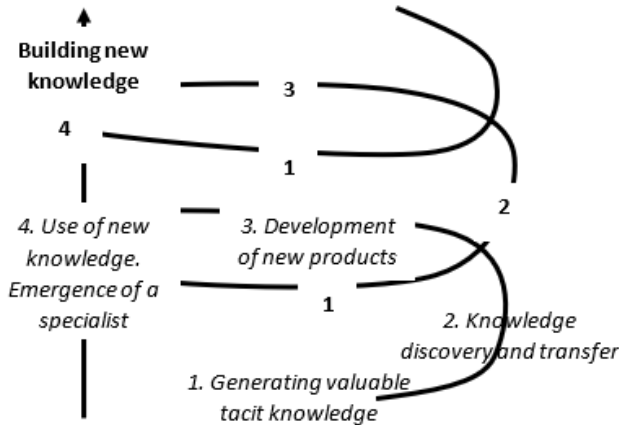 Building new
knowledge
3
4
1
2
4. Use of new
knowledge.
Emergence of a
specialist
3. Development
of new products
1
2. Knowledge
discovery and transfer
1. Generating valuable
tacit knowledge